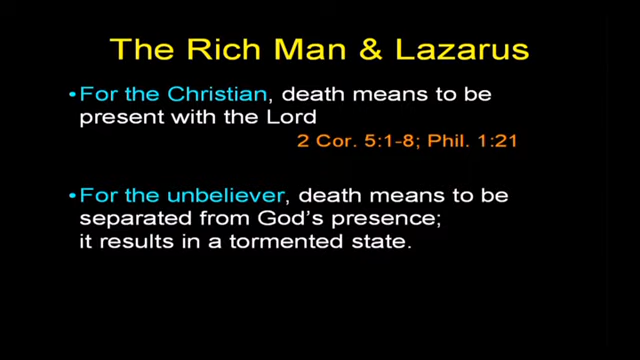 The Rich Man & Lazarus
•For the Christian, death means to be
present with the Lord
2 Cor. 5:1-8; Phil. 1:21
•For the unbeliever, death means to be
separated from God's presence;
it results in a tormented state.